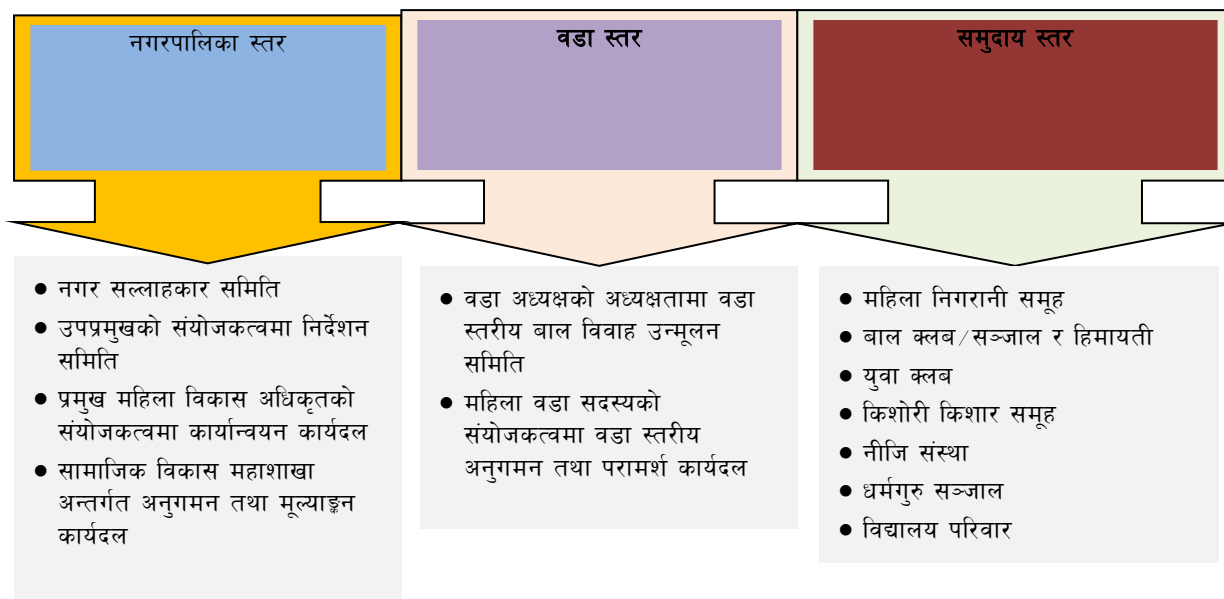 नगरपालिका स्तर
वडा स्तर
समुदाय स्तर
● नगर सल्लाहकार समिति
● उपप्रमुखको संयोजकत्वमा निर्देशन
समिति
● प्रमुख महिला विकास अधिकृतको
संयोजकत्वमा कार्यान्वयन कार्यदल
● सामाजिक विकास महाशाखा
अन्तर्गत अनुगमन तथा मूल्याङ्कन
कार्यदल
● वडा अध्यक्षको अध्यक्षतामा वडा
स्तरीय बाल विवाह उन्मूलन
समिति
● महिला वडा सदस्यको
संयोजकत्वमा वडा स्तरीय
अनुगमन तथा परामर्श कार्यदल
● महिला निगरानी समूह
● बाल क्लब/सञ्जाल र हिमायती
● युवा क्लब
● किशोरी किशार समूह
● नीजि संस्था
● धर्मगुरु सञ्जाल
● विद्यालय परिवार